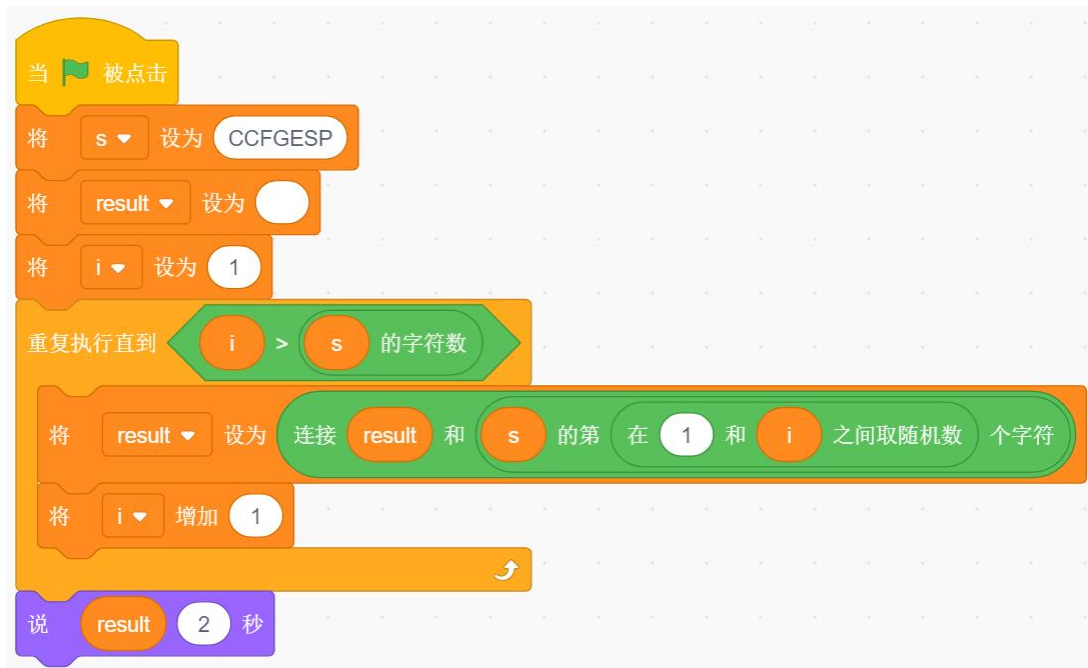 当 被点击
将 s 设为 CCFGESP
将 result 设为
将 i 设为 1
重复执行直到 i > s 的字符数
将 result 设为 连接 result 和 s 的第 在 1 和 i 之间取随机数 个字符
将 i 增加 1
说 result 2 秒